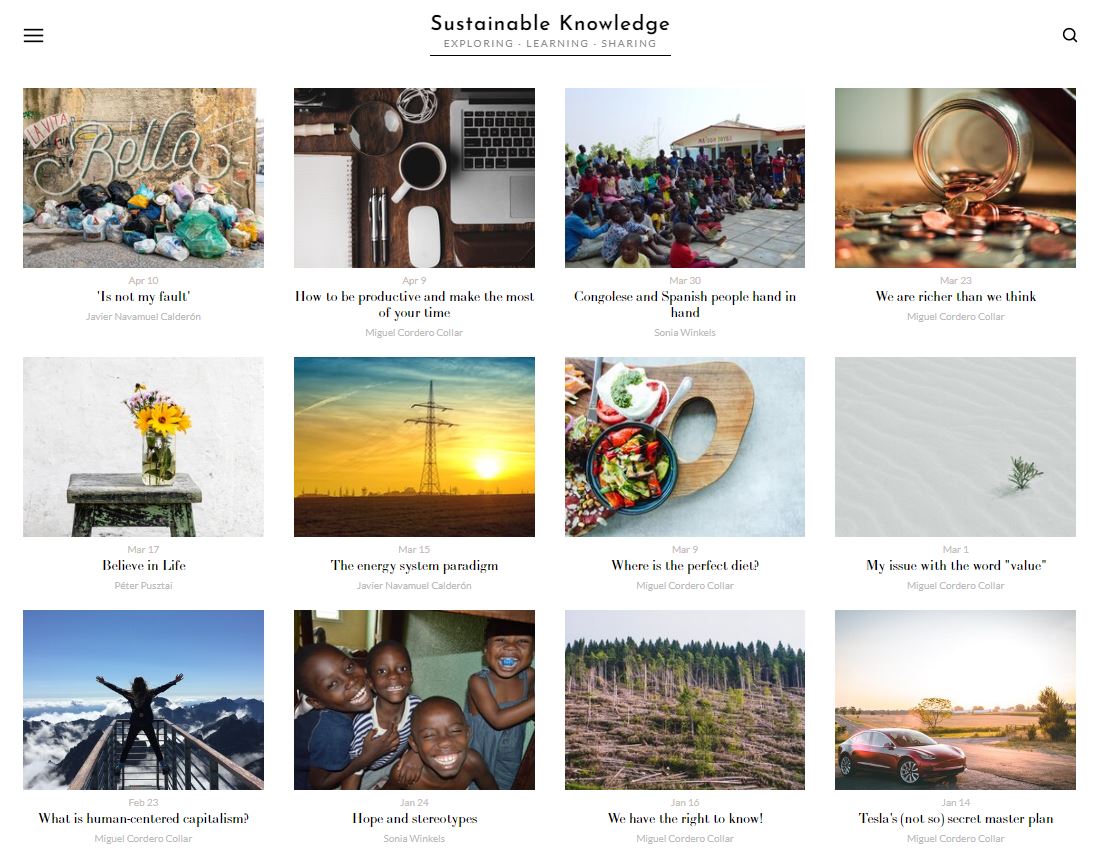 Sustainable Knowledge
EXPLORING - LEARNING - SHARING
LA VITA
Bella
MAISON TOYES
Apr 10
'Is not my fault'
Javier Navamuel Calderón
Apr 9
How to be productive and make the most
of your time
Miguel Cordero Collar
Mar 30
Congolese and Spanish people hand in
hand
Sonia Winkels
Mar 23
We are richer than we think
Miguel Cordero Collar
Mar 17
Believe in Life
Péter Pusztai
Mar 15
The energy system paradigm
Javier Navamuel Calderón
Mar 9
Where is the perfect diet?
Miguel Cordero Collar
Mar 1
My issue with the word "value"
Miguel Cordero Collar
Feb 23
What is human-centered capitalism?
Miguel Cordero Collar
Jan 24
Hope and stereotypes
Sonia Winkels
Jan 16
We have the right to know!
Miguel Cordero Collar
Jan 14
Tesla's (not so) secret master plan
Miguel Cordero Collar